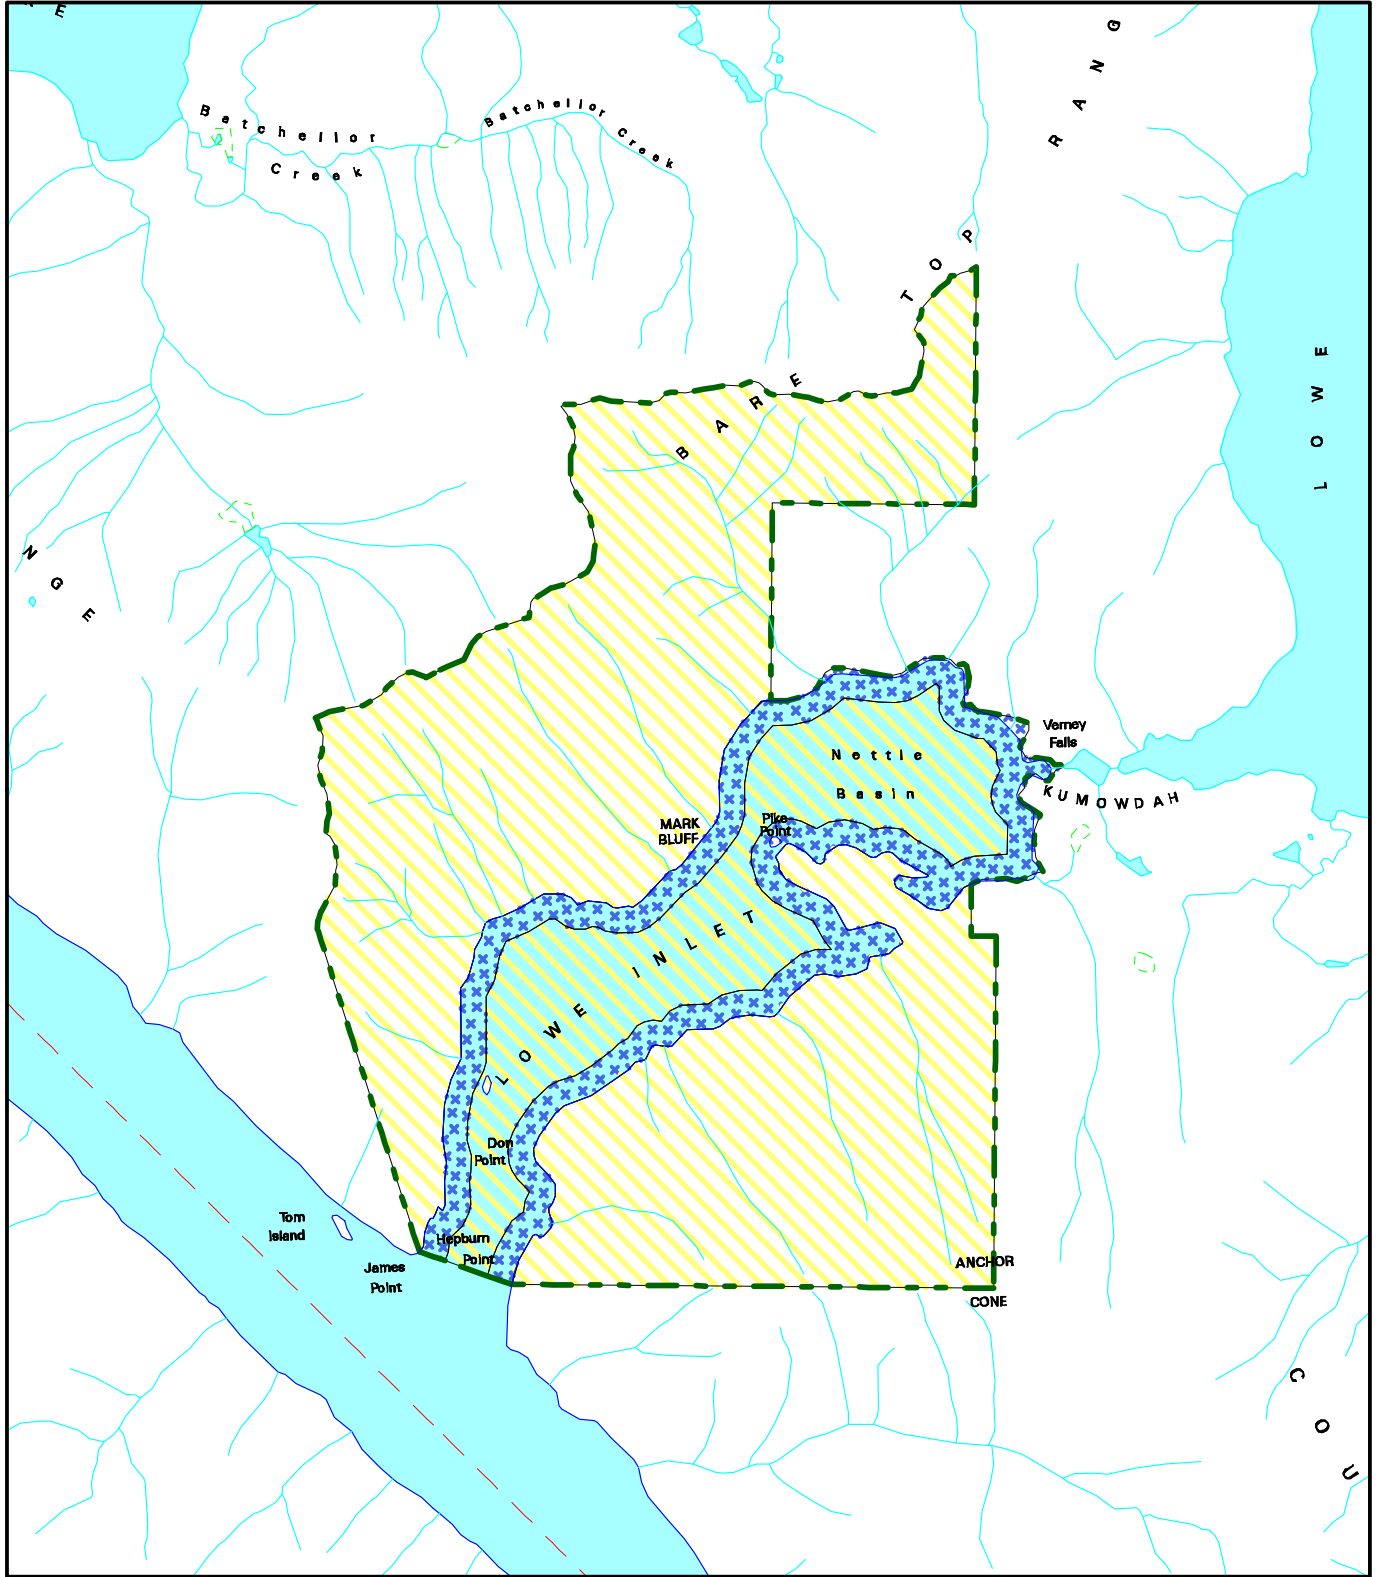 E
RANG
Batchellor
Creek
Batchellor Creek
BARE TOP
LOWE
NGE
Verney
Falls
Nettle
Basin
KUMOWDAH
MARK
BLUFF
Pike
Point
LOWE INLET
Don
Point
Tom
Island
Hepburn
Point
James
Point
ANCHOR
CONE
COU